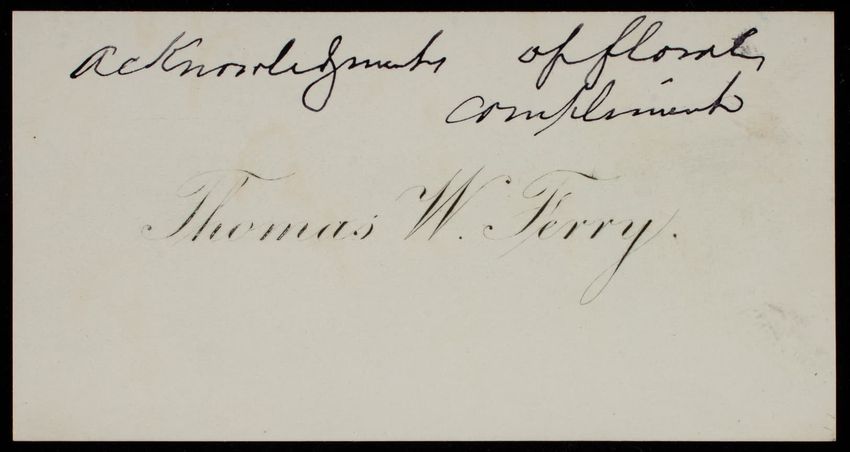 acknowledgments of floral
compliment
Thomas W. Ferry.